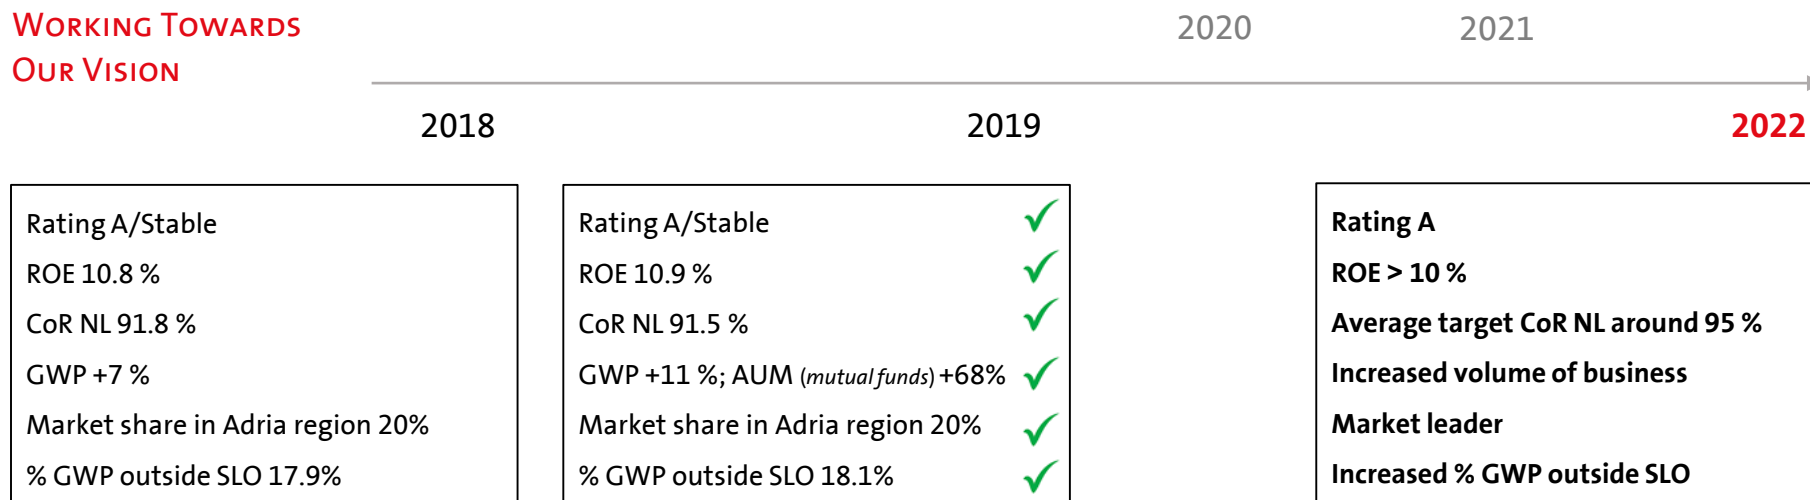 WORKING TOWARDS
OUR VISION
2020
2021
2018
2019
2022
Rating A/Stable
ROE 10.8 %
CoR NL 91.8 %
GWP +7 %
Market share in Adria region 20%
% GWP outside SLO 17.9%
Rating A/Stable
ROE 10.9 %
CoR NL 91.5 %
GWP +11 %; AUM (mutual funds) +68%
Market share in Adria region 20%
% GWP outside SLO 18.1%
Rating A
ROE > 10 %
Average target CoR NL around 95 %
Increased volume of business
Market leader
Increased % GWP outside SLO